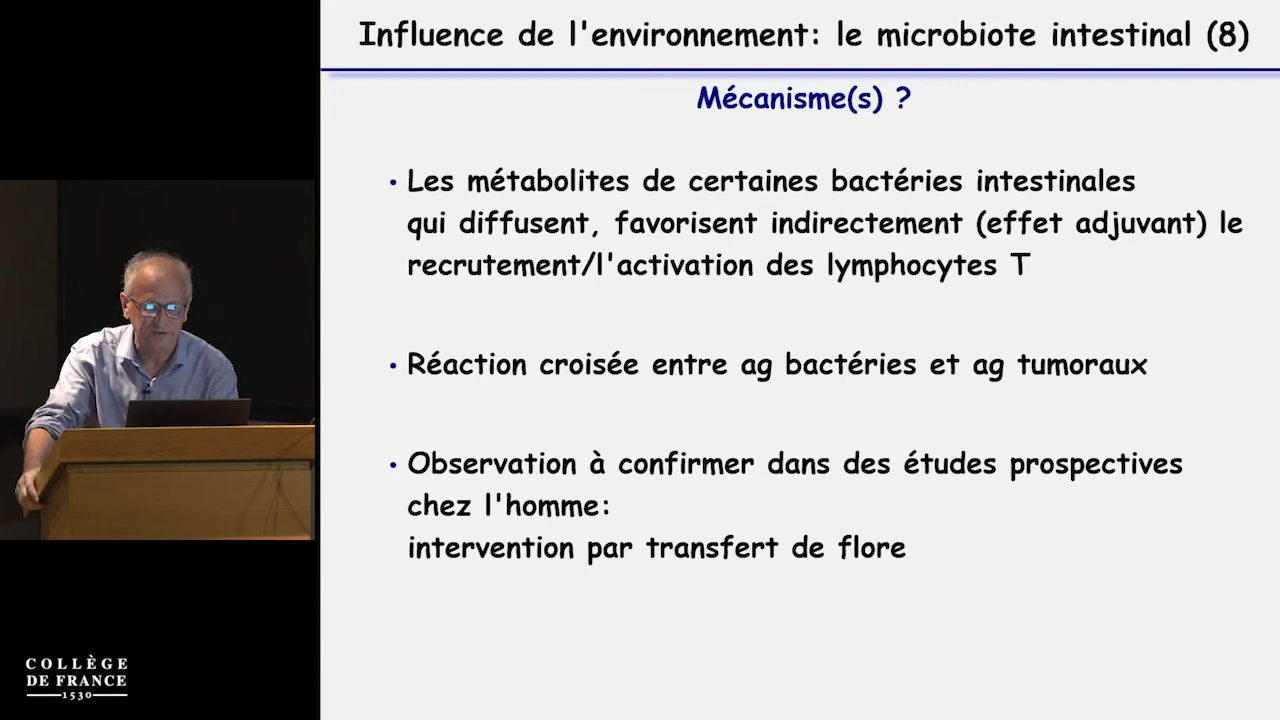 Influence de l'environnement: le microbiote intestinal (8)
Mécanisme(s) ?
• Les métabolites de certaines bactéries intestinales
qui diffusent, favorisent indirectement (effet adjuvant) le
recrutement/l'activation des lymphocytes T
• Réaction croisée entre ag bactéries et ag tumoraux
• Observation à confirmer dans des études prospectives
chez l'homme:
intervention par transfert de flore
COLLÈGE
DE FRANCE
1530